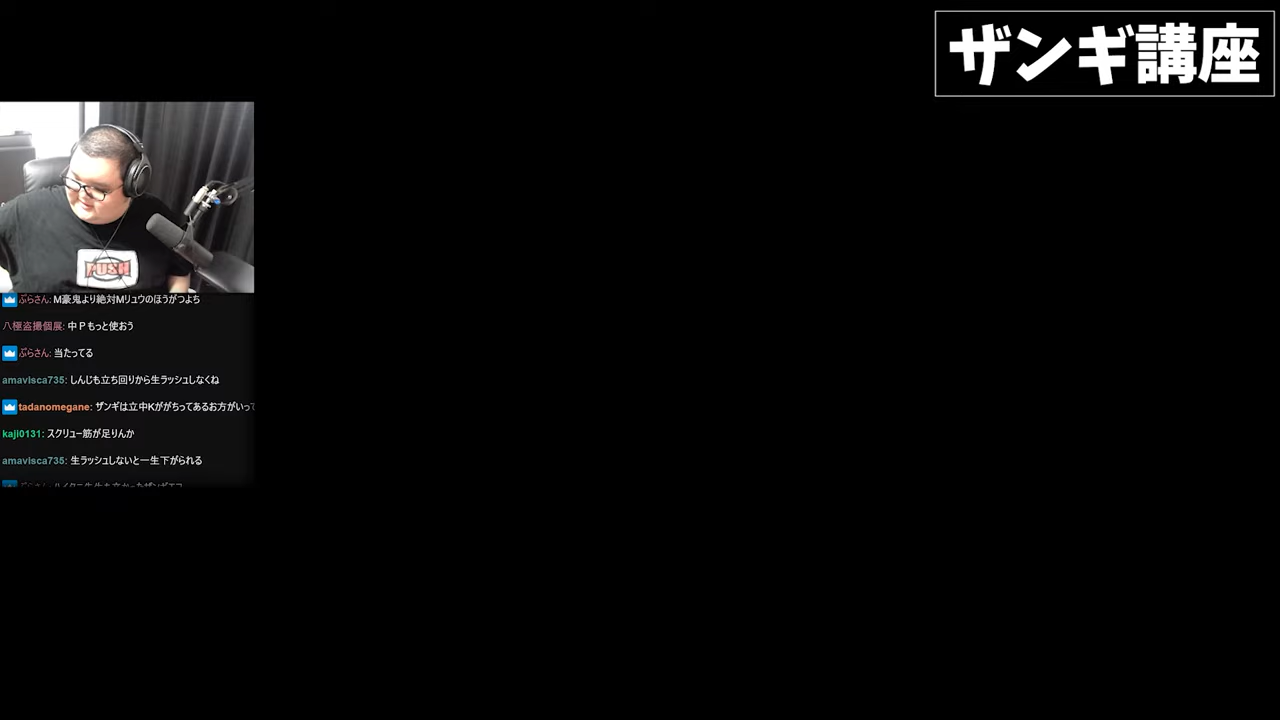 ザンギ講座
PUSH
ぷらさん: M豪鬼より絶対Mリュウのほうがつよち
八極盗撮個展: 中Pもっと使おう
ぷらさん: 当たってる
amavisca735: しんじも立ち回りから生ラッシュしなくね
tadanomegane: ザンギは立中Kががちってあるお方がいって
kaji0131: スクリュー筋が足りんか
amavisca735: 生ラッシュしないと一生下がられる